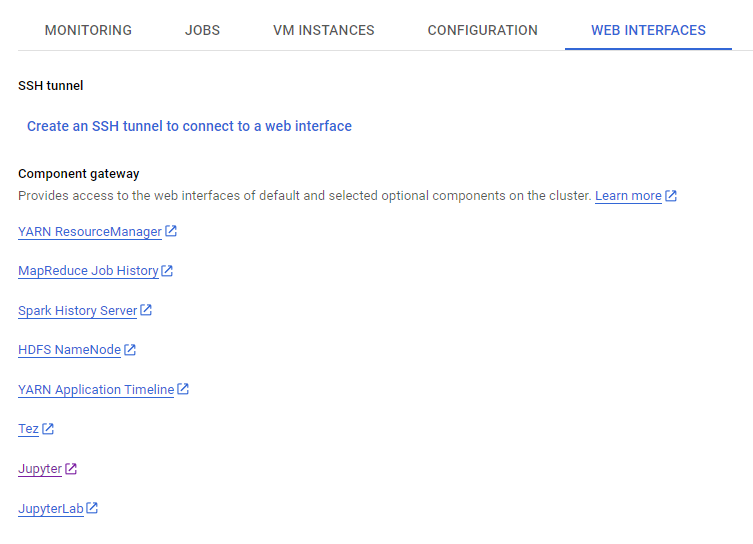 MONITORING JOBS VM INSTANCES CONFIGURATION WEB INTERFACES
SSH tunnel
Create an SSH tunnel to connect to a web interface
Component gateway
Provides access to the web interfaces of default and selected optional components on the cluster. Learn more
YARN ResourceManager
MapReduce Job History
Spark History Server
HDFS NameNode
YARN Application Timeline
Tez
Jupyter
JupyterLab